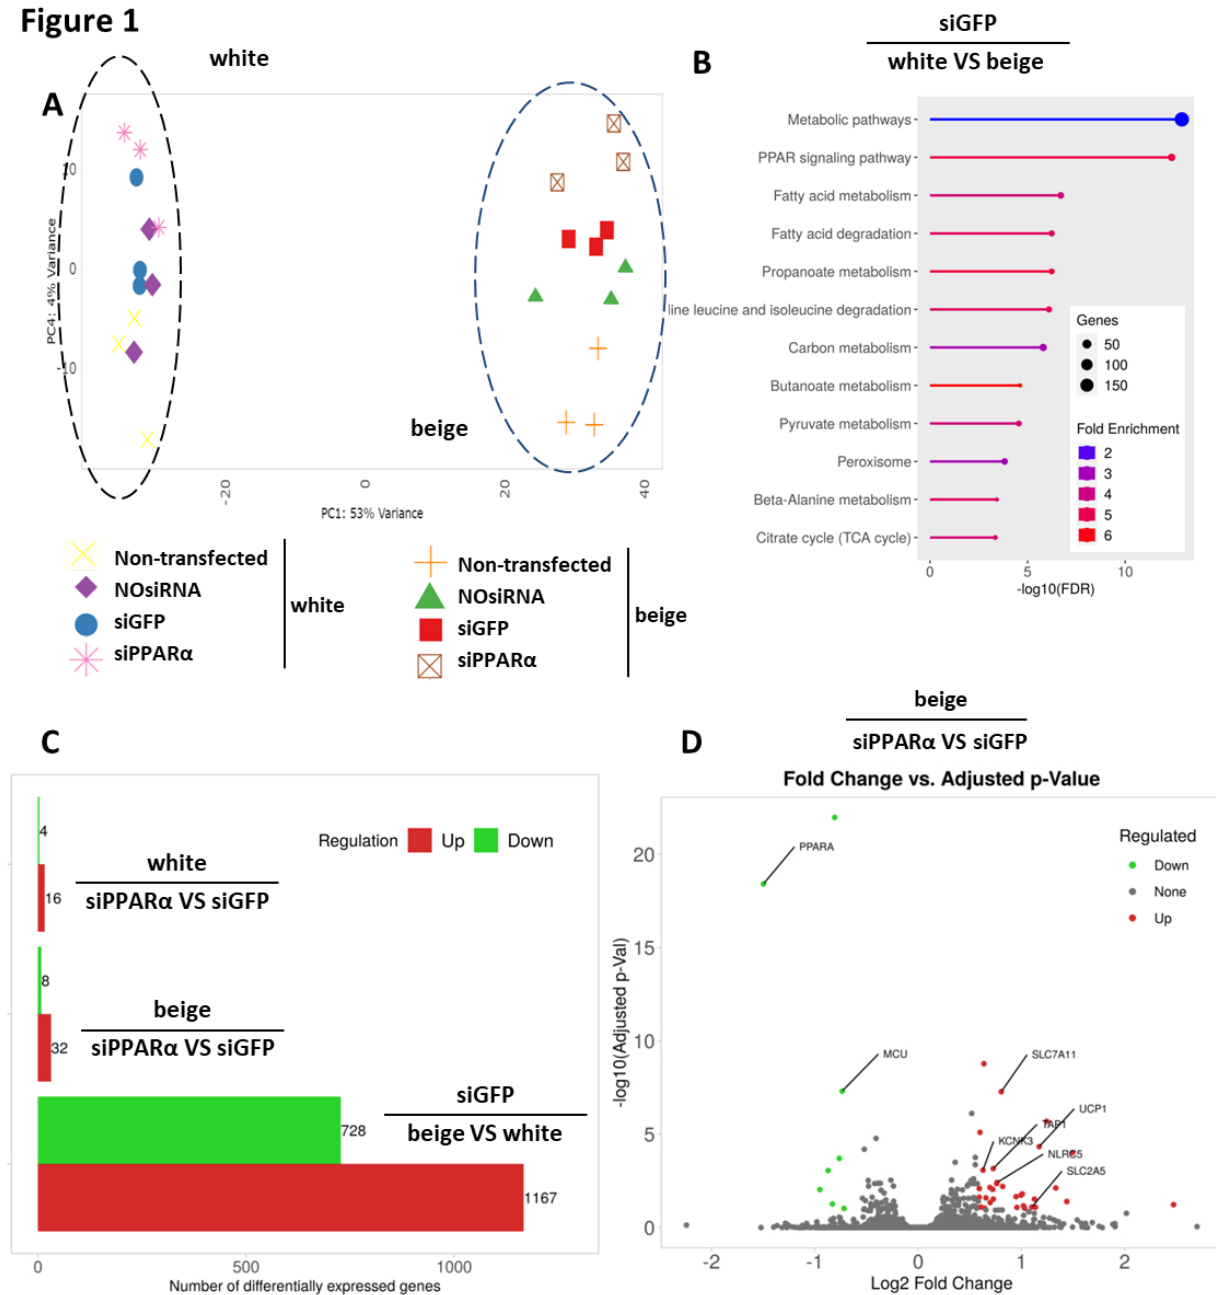 Figure 1
white
A
10
0
-10
PC4: 4% Variance
beige
-20
0
20
40
PC1: 53% Variance
Non-transfected
NOsiRNA
siGFP
siPPARα
white
Non-transfected
NOsiRNA
siGFP
siPPARα
beige
B
siGFP
white VS beige
Metabolic pathways
PPAR signaling pathway
Fatty acid metabolism
Fatty acid degradation
Propanoate metabolism
line leucine and isoleucine degradation
Carbon metabolism
Butanoate metabolism
Pyruvate metabolism
Peroxisome
Beta-Alanine metabolism
Citrate cycle (TCA cycle)
Genes
50
100
150
Fold Enrichment
2
3
4
5
6
0
5
10
-log10(FDR)
C
Regulation Up Down
4
16
white
siPPARα VS siGFP
8
32
beige
siPPARα VS siGFP
728
1167
siGFP
beige VS white
0
500
1000
Number of differentially expressed genes
D
beige
siPPARα VS siGFP
Fold Change vs. Adjusted p-Value
Regulated
Down
None
Up
PPARA
MCU
SLC7A11
UCP1
TAP1
KCNK3
NLRC5
SLC2A5
20
15
10
5
0
-log10(Adjusted p-Val)
-2
-1
0
1
2
Log2 Fold Change